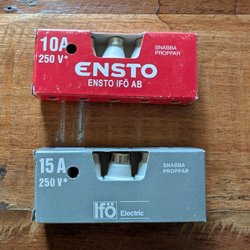 10A
250 V*
SNABBA
PROPPAR
ENSTO
ENSTO IFÖ AB
15 A
250 V*
SNABBA
PROPPAR
Ifö
Electric